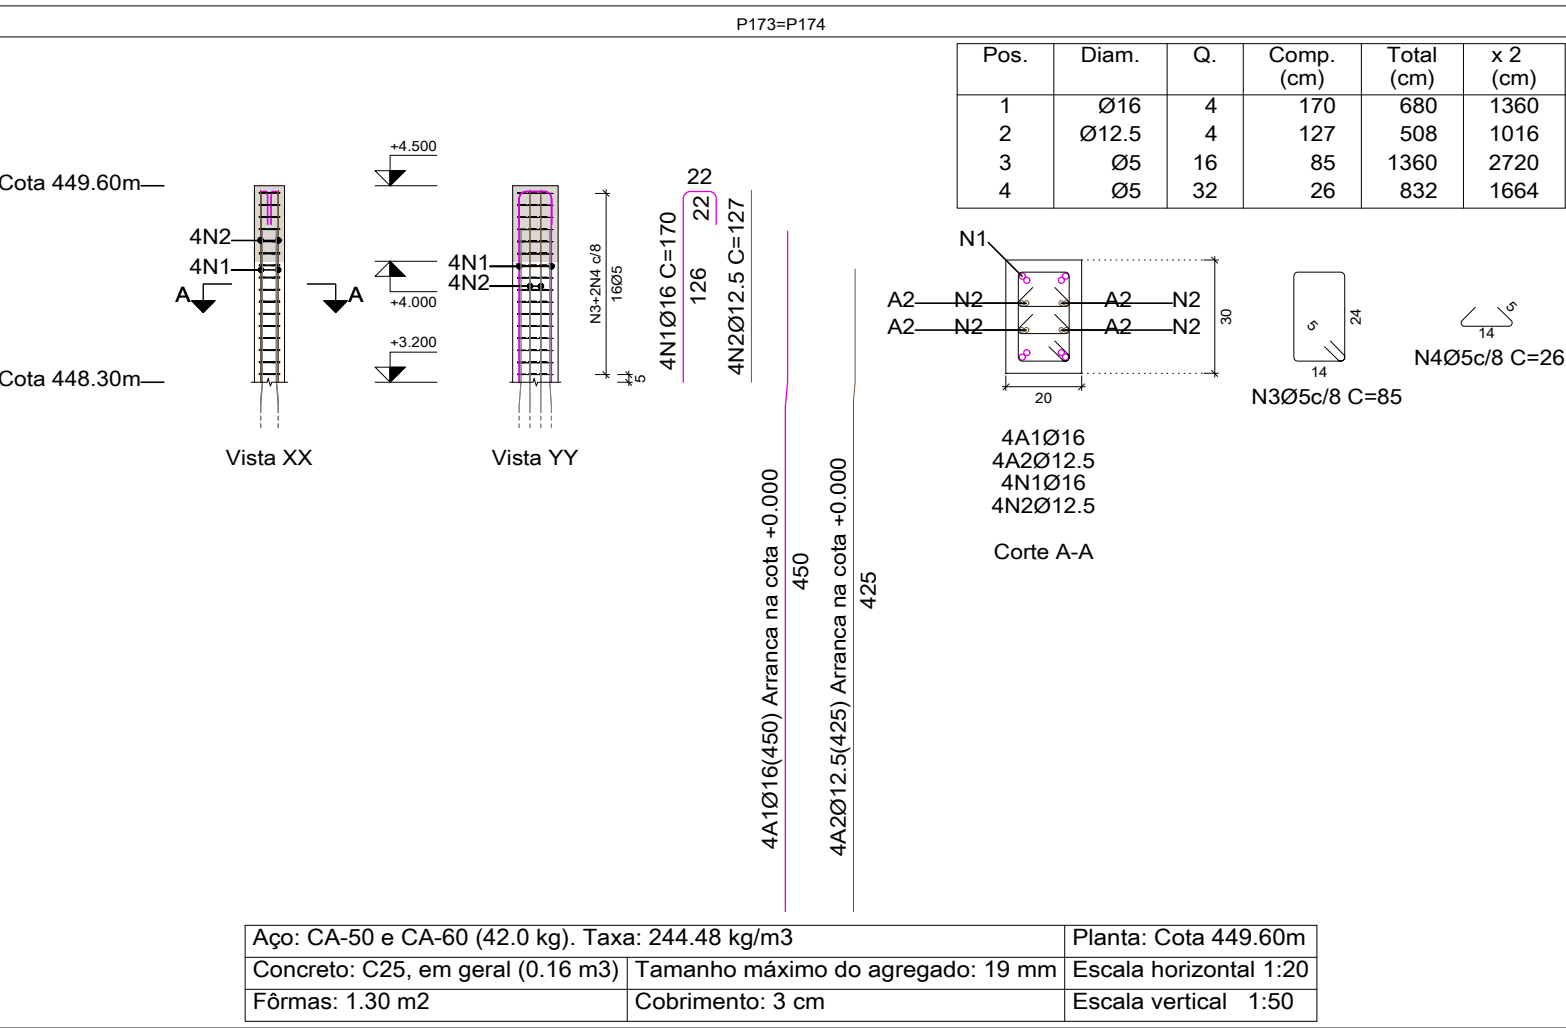 P173=P174
Pos. Diam. Q. Comp. (cm) Total (cm) x 2 (cm)
1 Ø16 4 170 680 1360
2 Ø12.5 4 127 508 1016
3 Ø5 16 85 1360 2720
4 Ø5 32 26 832 1664
Cota 449.60m
4N2
4N1
A A
Cota 448.30m
Vista XX
+4.500
+4.000
+3.200
4N1
4N2
Vista YY
N3+2N4 c/8
16Ø5
5
4N1Ø16 C=170
126
22
22
4N2Ø12.5 C=127
4A1Ø16(450) Arranca na cota +0.000
450
4A2Ø12.5(425) Arranca na cota +0.000
425
N1
A2 N2 A2 N2
A2 N2 A2 N2
30
20
4A1Ø16
4A2Ø12.5
4N1Ø16
4N2Ø12.5
Corte A-A
5
24
14
N3Ø5c/8 C=85
5
14
N4Ø5c/8 C=26
Aço: CA-50 e CA-60 (42.0 kg). Taxa: 244.48 kg/m3 Planta: Cota 449.60m
Concreto: C25, em geral (0.16 m3) Tamanho máximo do agregado: 19 mm Escala horizontal 1:20
Fôrmas: 1.30 m2 Cobrimento: 3 cm Escala vertical 1:50